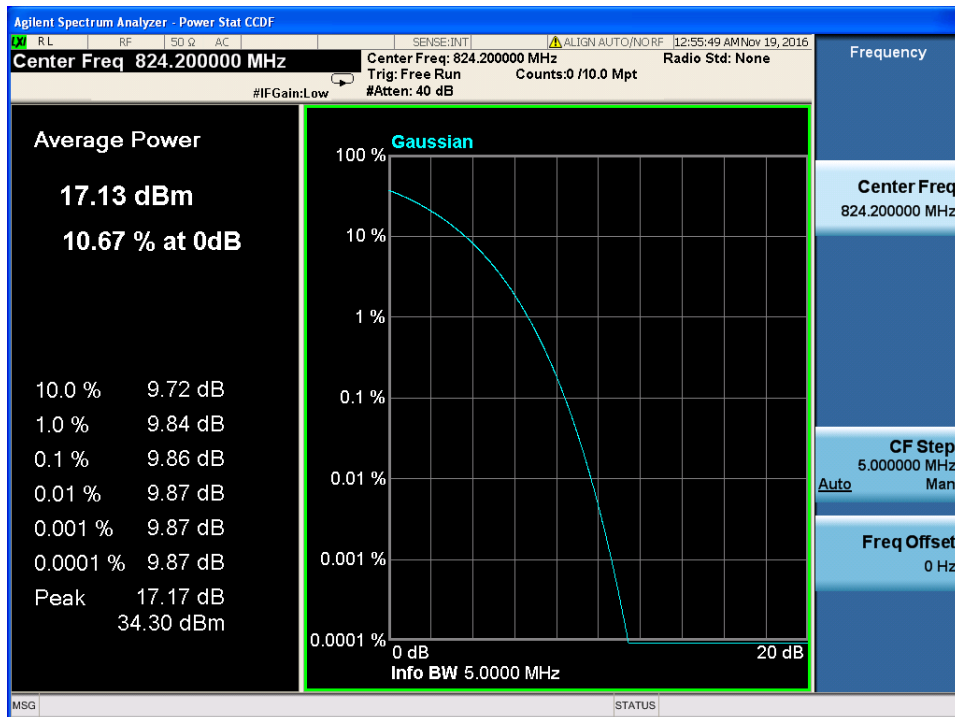 Agilent Spectrum Analyzer - Power Stat CCDF
LXI RL RF 50 Ω AC SENSE:INT ALIGN AUTO/NO RF 12:55:49 AM Nov 19, 2016
Center Freq 824.200000 MHz
Center Freq: 824.200000 MHz Radio Std: None
Trig: Free Run Counts:0 /10.0 Mpt
#IFGain:Low #Atten: 40 dB
Frequency
Average Power
17.13 dBm
10.67 % at 0dB
10.0 % 9.72 dB
1.0 % 9.84 dB
0.1 % 9.86 dB
0.01 % 9.87 dB
0.001 % 9.87 dB
0.0001 % 9.87 dB
Peak 17.17 dB
34.30 dBm
Gaussian
100 %
10 %
1 %
0.1 %
0.01 %
0.001 %
0.0001 %
0 dB 20 dB
Info BW 5.0000 MHz
Center Freq
824.200000 MHz
CF Step
5.000000 MHz
Auto Man
Freq Offset
0 Hz
MSG STATUS